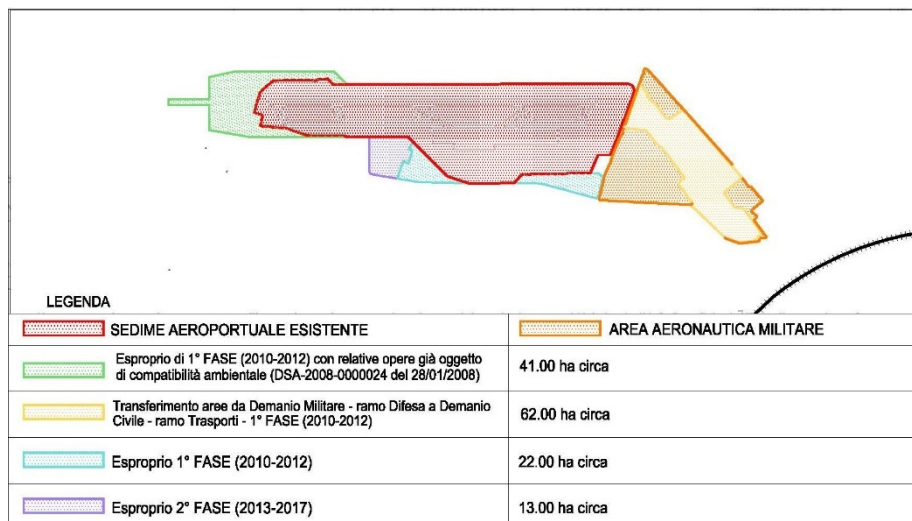 LEGENDA
SEDIME AEROPORTUALE ESISTENTE
AREA AERONAUTICA MILITARE
Esproprio di 1° FASE (2010-2012) con relative opere già oggetto
di compatibilità ambientale (DSA-2008-0000024 del 28/01/2008)
41.00 ha circa
Transferimento aree da Demanio Militare - ramo Difesa a Demanio
Civile - ramo Trasporti - 1° FASE (2010-2012)
62.00 ha circa
Esproprio 1° FASE (2010-2012)
22.00 ha circa
Esproprio 2° FASE (2013-2017)
13.00 ha circa